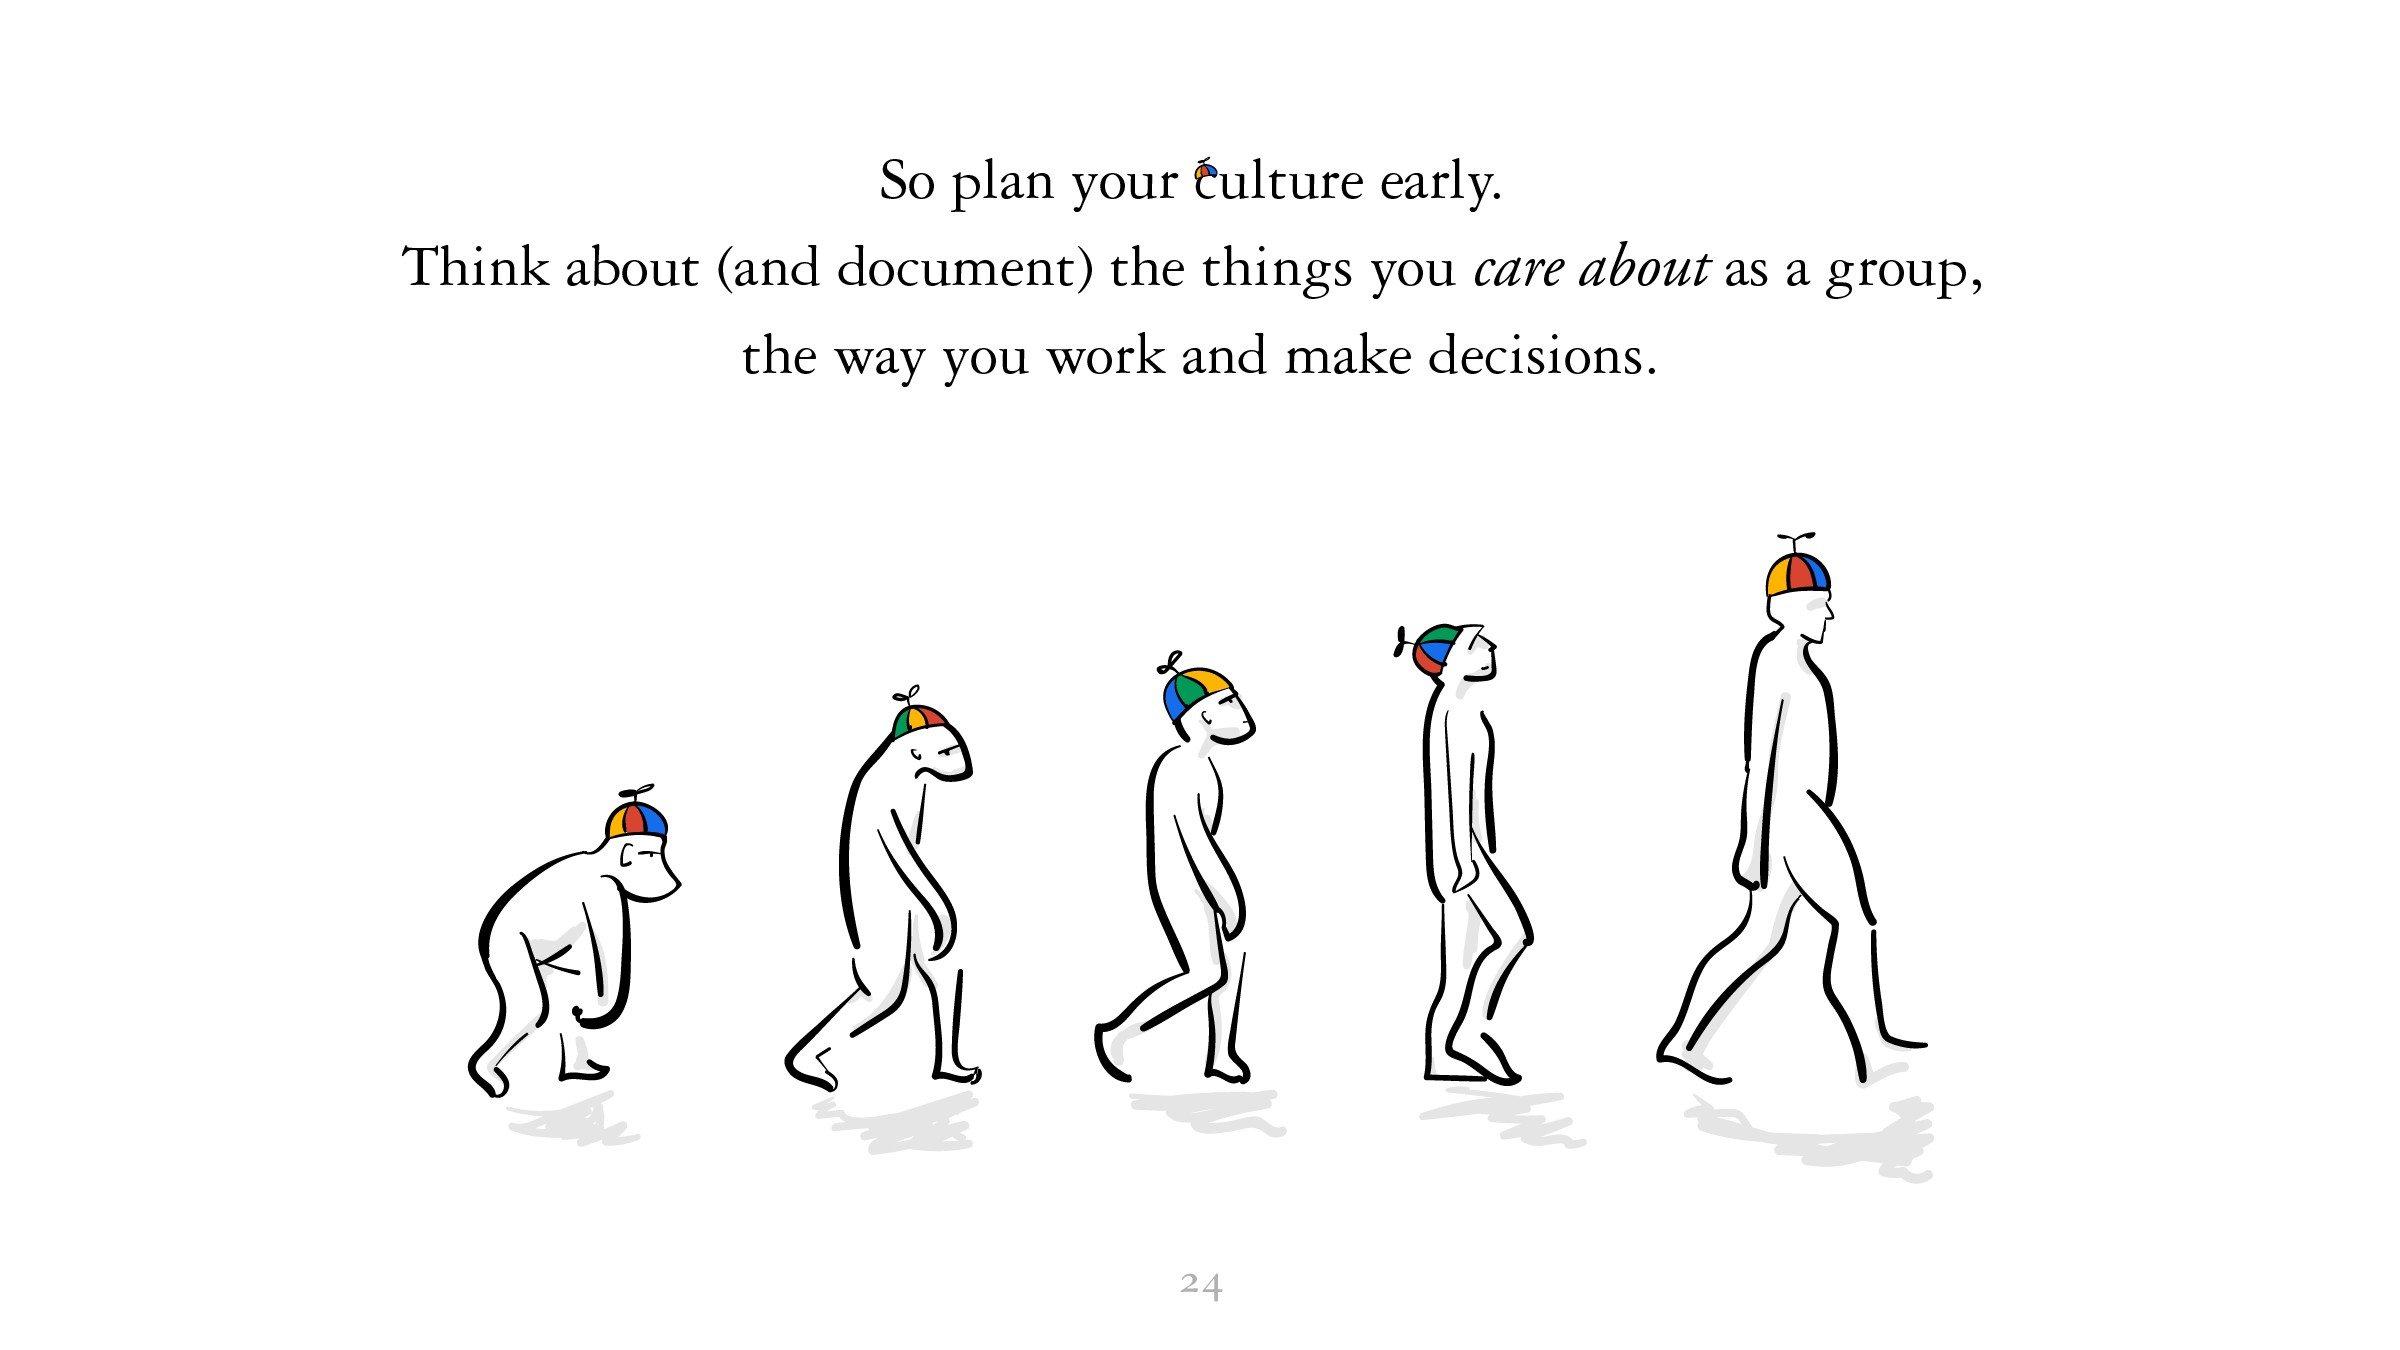 So plan your culture early.
Think about (and document) the things you care about as a group,
the way you work and make decisions.
24